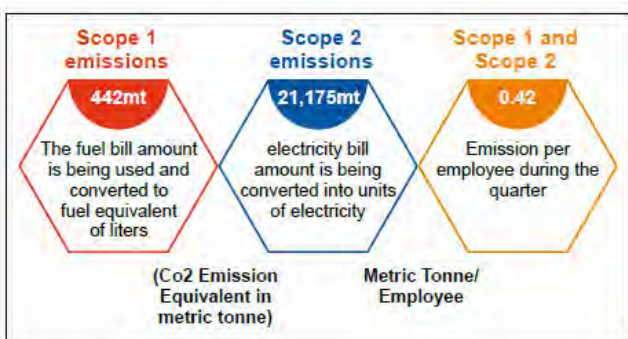 Scope 1
emissions
442mt
The fuel bill amount
is being used and
converted to
fuel equivalent
of liters
Scope 2
emissions
21,175mt
electricity bill
amount is being
converted into units
of electricity
Scope 1 and
Scope 2
0.42
Emission per
employee during the
quarter
(Co2 Emission
Equivalent in
metric tonne)
Metric Tonne/
Employee